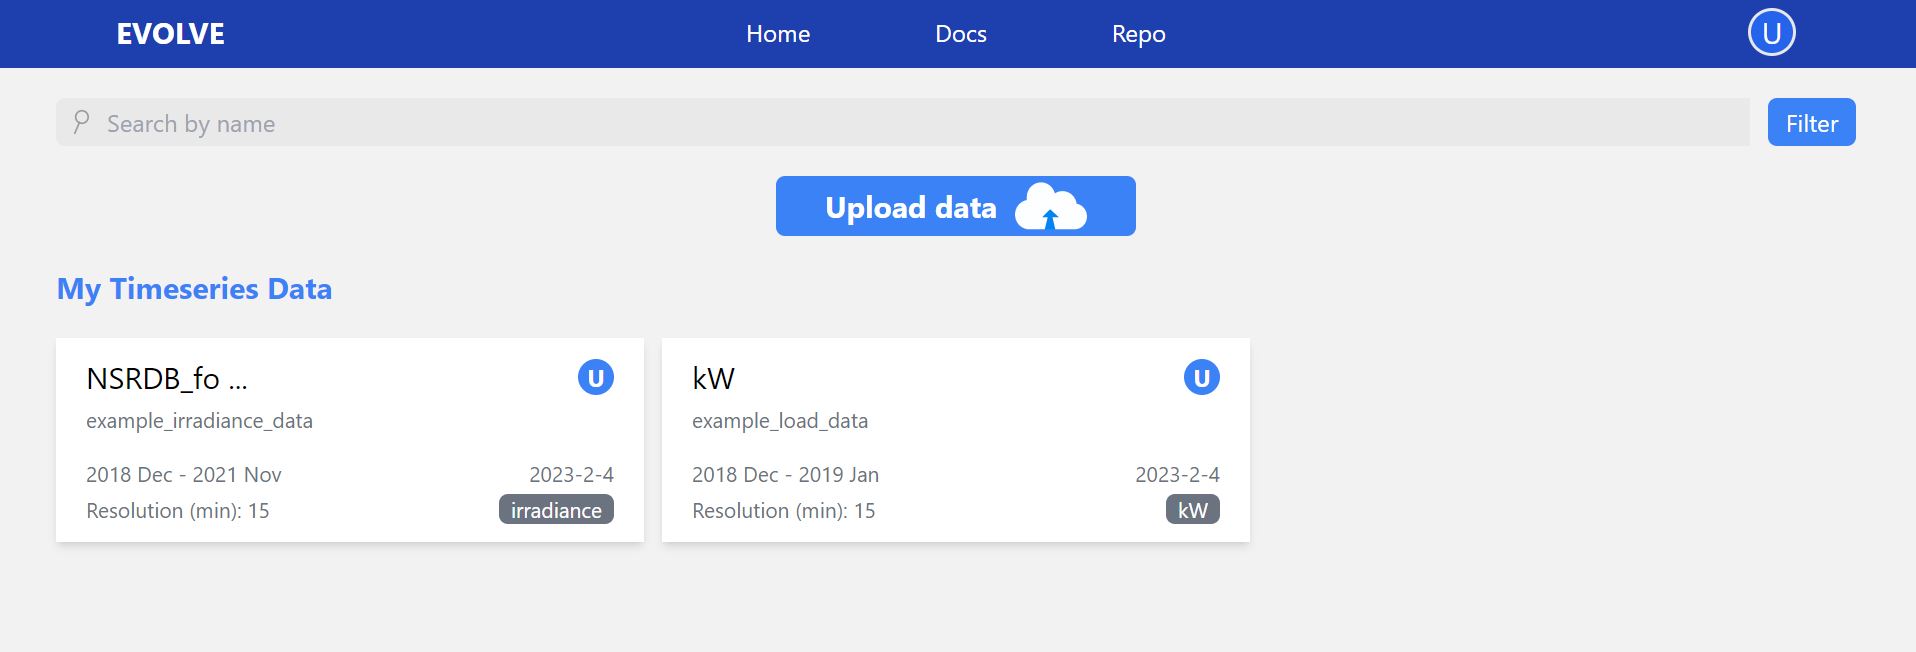 EVOLVE Home Docs Repo U
Search by name Filter
Upload data
My Timeseries Data
NSRDB_fo ... U
example_irradiance_data
2018 Dec - 2021 Nov 2023-2-4
Resolution (min): 15 irradiance
kW U
example_load_data
2018 Dec - 2019 Jan 2023-2-4
Resolution (min): 15 kW